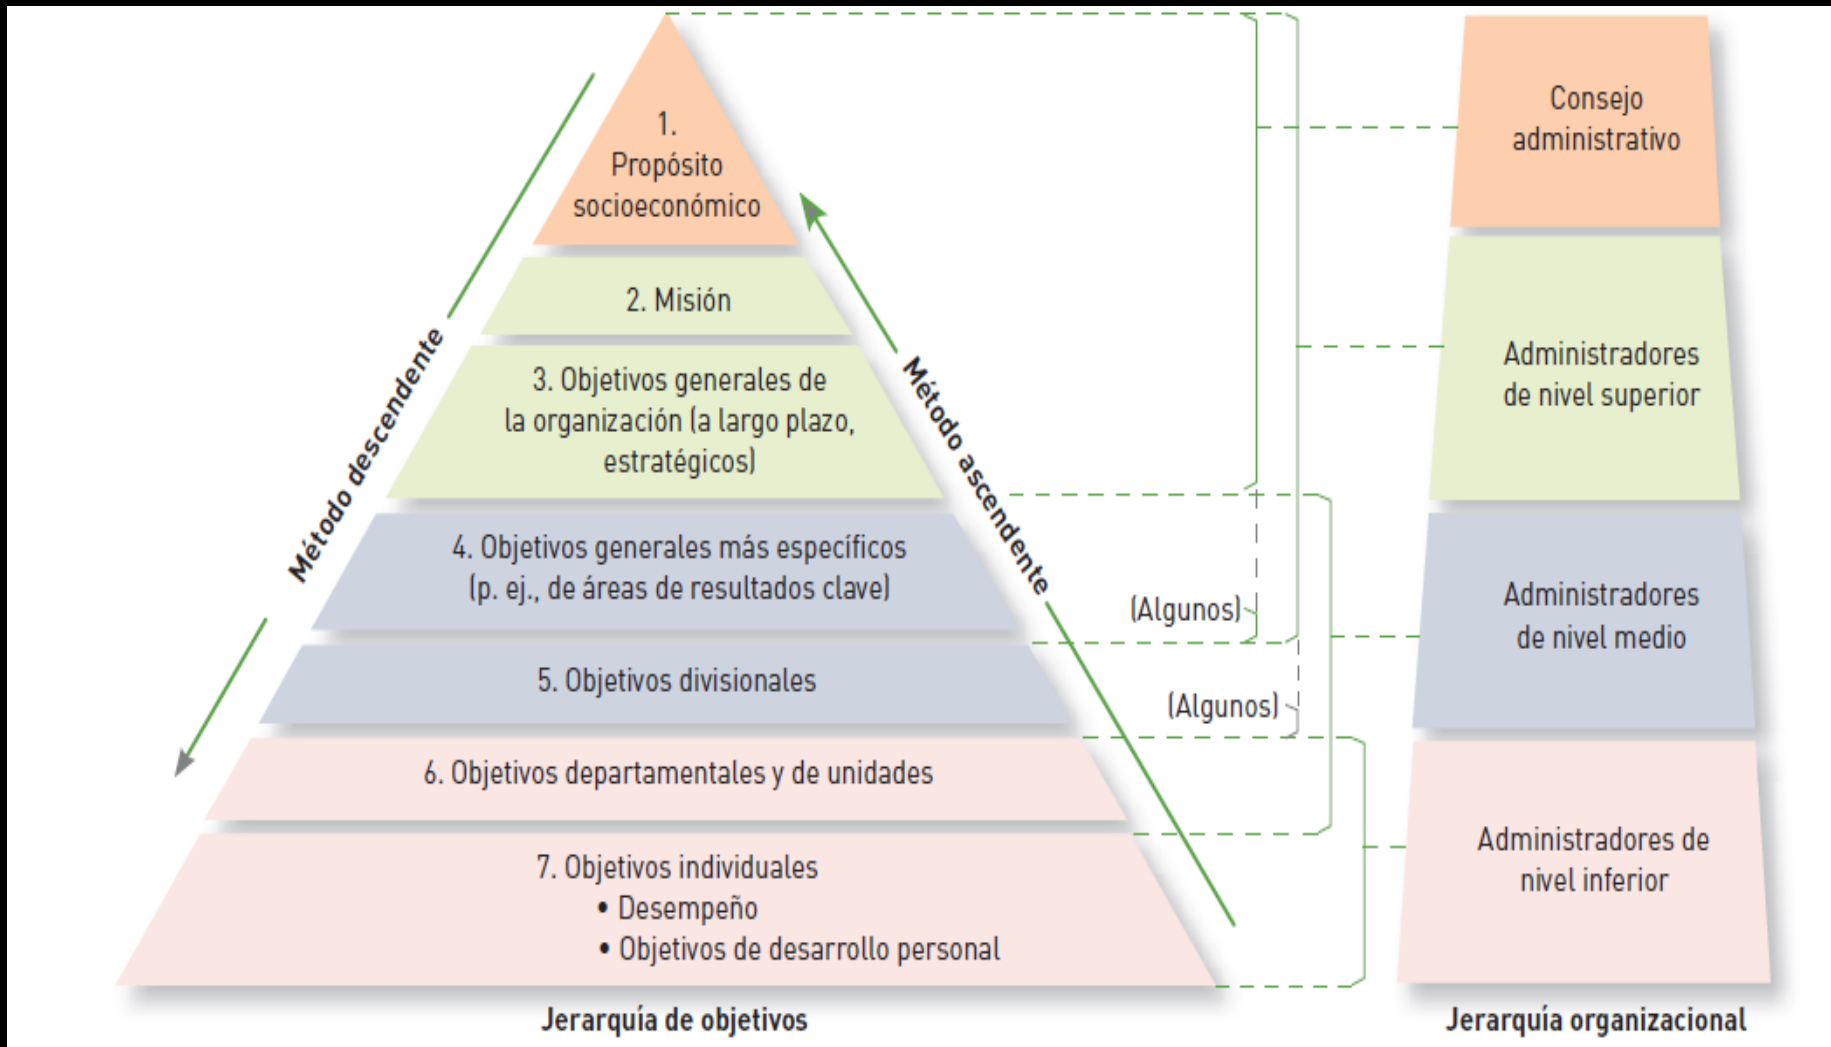 1.
Propósito
socioeconómico
2. Misión
3. Objetivos generales de
la organización (a largo plazo,
estratégicos)
4. Objetivos generales más específicos
(p. ej., de áreas de resultados clave)
5. Objetivos divisionales
6. Objetivos departamentales y de unidades
7. Objetivos individuales
• Desempeño
• Objetivos de desarrollo personal
Jerarquía de objetivos
Método descendente
Método ascendente
(Algunos)
(Algunos)
Consejo
administrativo
Administradores
de nivel superior
Administradores
de nivel medio
Administradores de
nivel inferior
Jerarquía organizacional